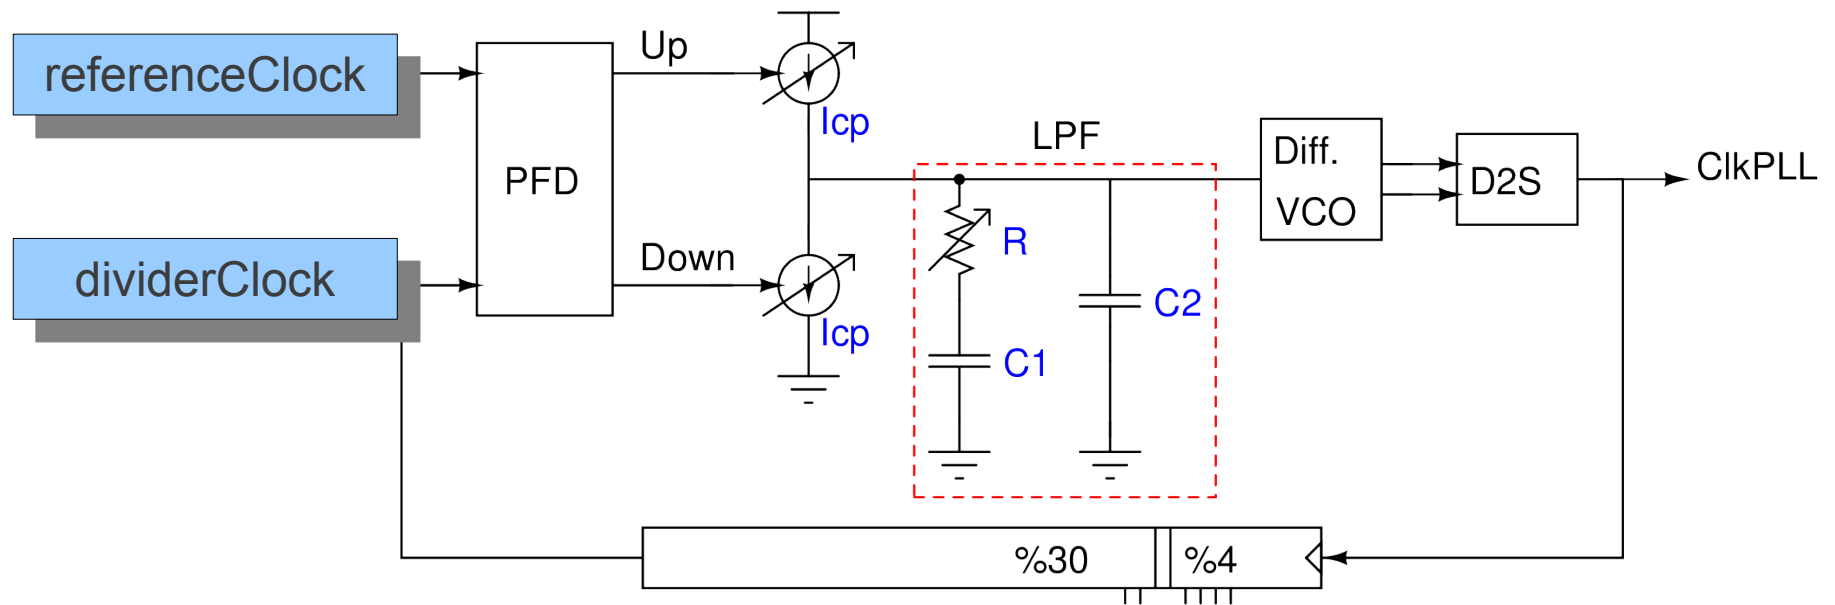 referenceClock
Up
Icp
PFD
LPF
Diff.
VCO
D2S
ClkPLL
dividerClock
Down
Icp
R
C1
C2
%30
%4